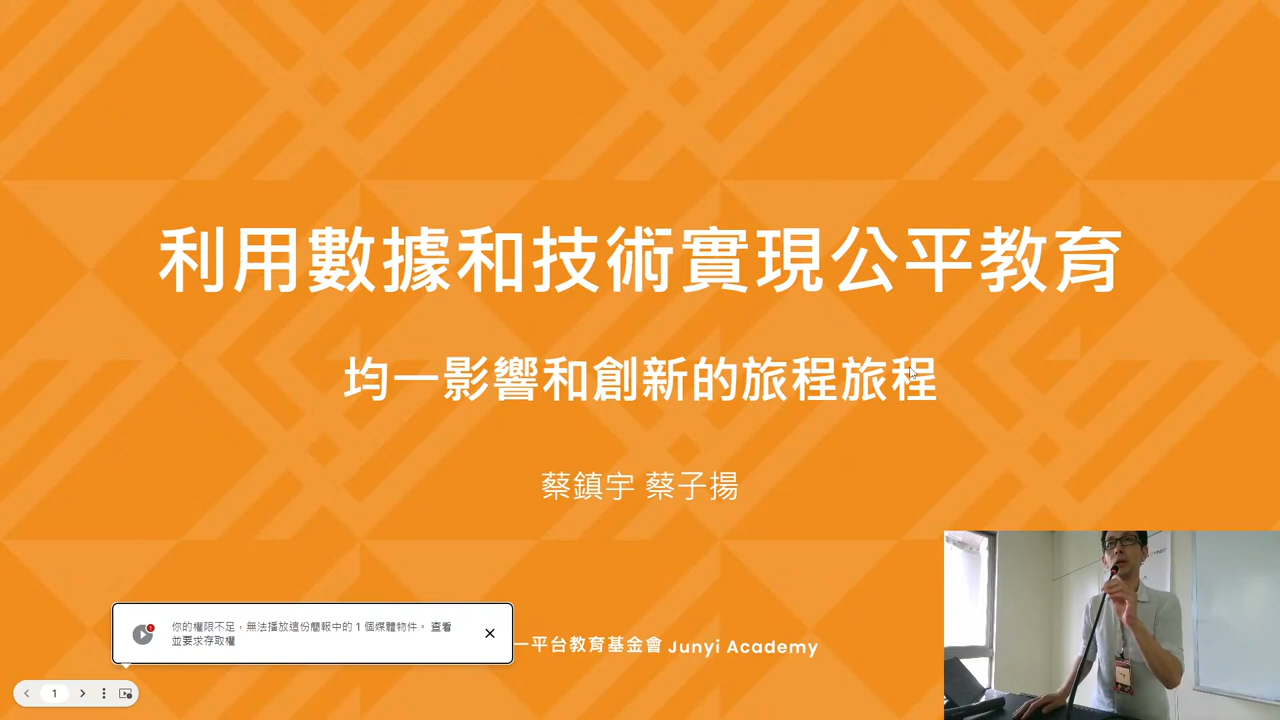 利用數據和技術實現公平教育
均一影響和創新的旅程旅程
蔡鎮宇 蔡子揚
你的權限不足，無法播放這份簡報中的 1 個媒體物件。 查看
並要求存取權
一平台教育基金會 Junyi Academy
1